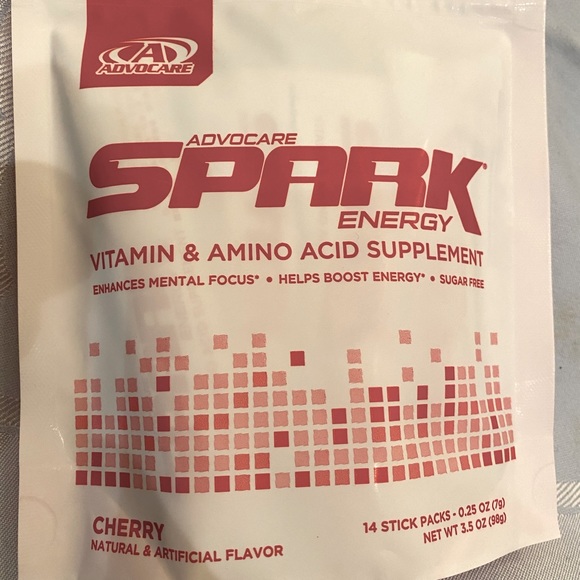 ADVOCARE
ADVOCARE
SPARK®
ENERGY
VITAMIN & AMINO ACID SUPPLEMENT
ENHANCES MENTAL FOCUS* • HELPS BOOST ENERGY* • SUGAR FREE
CHERRY
NATURAL & ARTIFICIAL FLAVOR
14 STICK PACKS - 0.25 OZ (7g)
NET WT 3.5 OZ (98g)